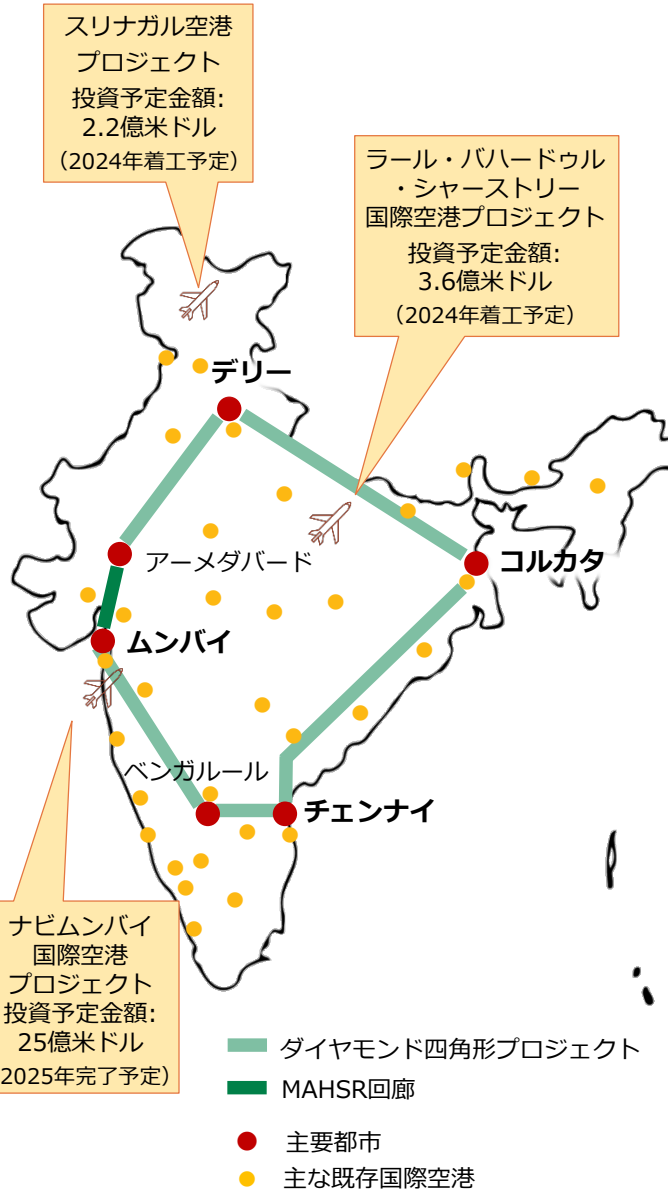 スリナガル空港
プロジェクト
投資予定金額:
2.2億米ドル
（2024年着工予定）
ラール・バハードゥル
・シャーストリー
国際空港プロジェクト
投資予定金額:
3.6億米ドル
（2024年着工予定）
デリー
アーメダバード
コルカタ
ムンバイ
ベンガルール
チェンナイ
ナビムンバイ
国際空港
プロジェクト
投資予定金額:
25億米ドル
2025年完了予定）
ダイヤモンド四角形プロジェクト
MAHSR回廊
主要都市
主な既存国際空港